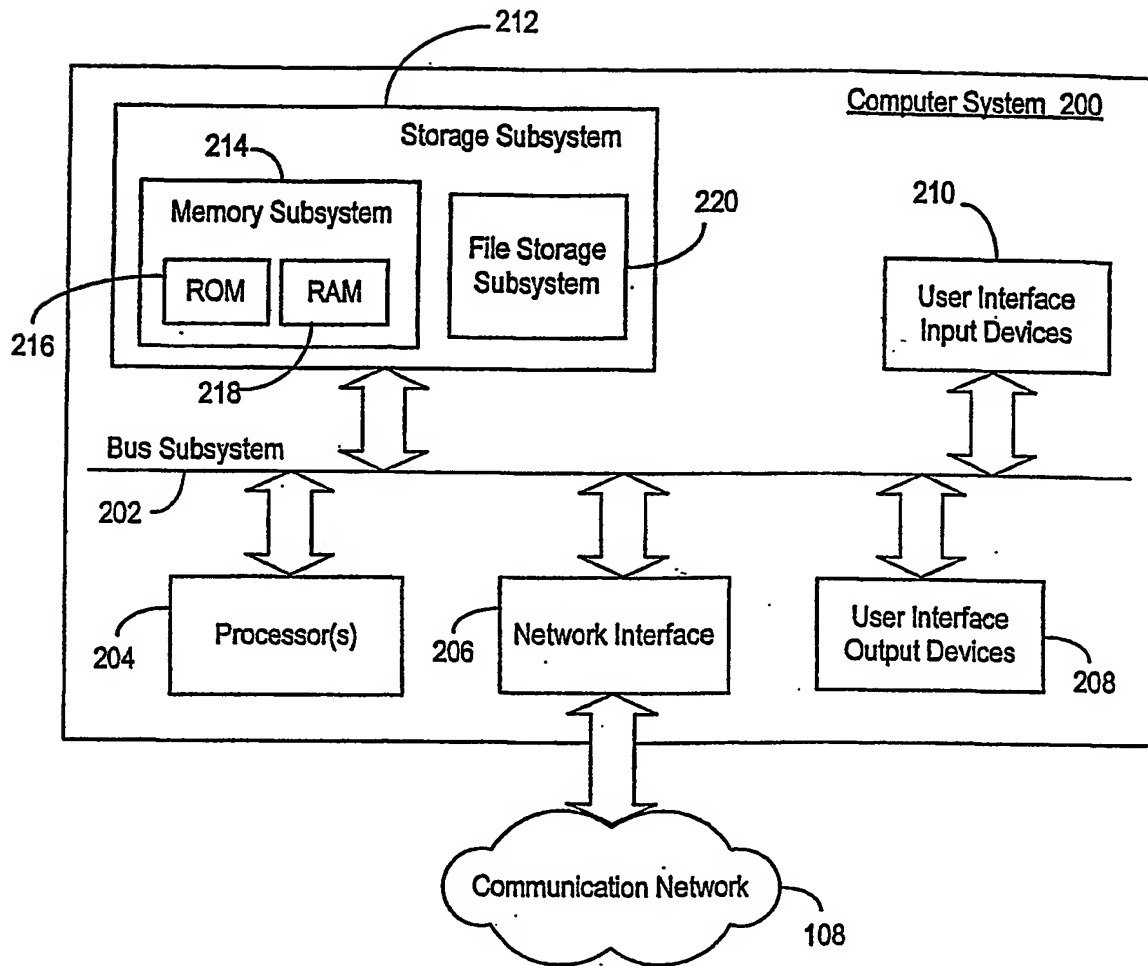 212
Computer System 200
Storage Subsystem
214
Memory Subsystem
210
220
File Storage
Subsystem
ROM
RAM
User Interface
Input Devices
216
218
Bus Subsystem
202
Processor(s)
204
Network Interface
206
User Interface
Output Devices
208
Communication Network
108